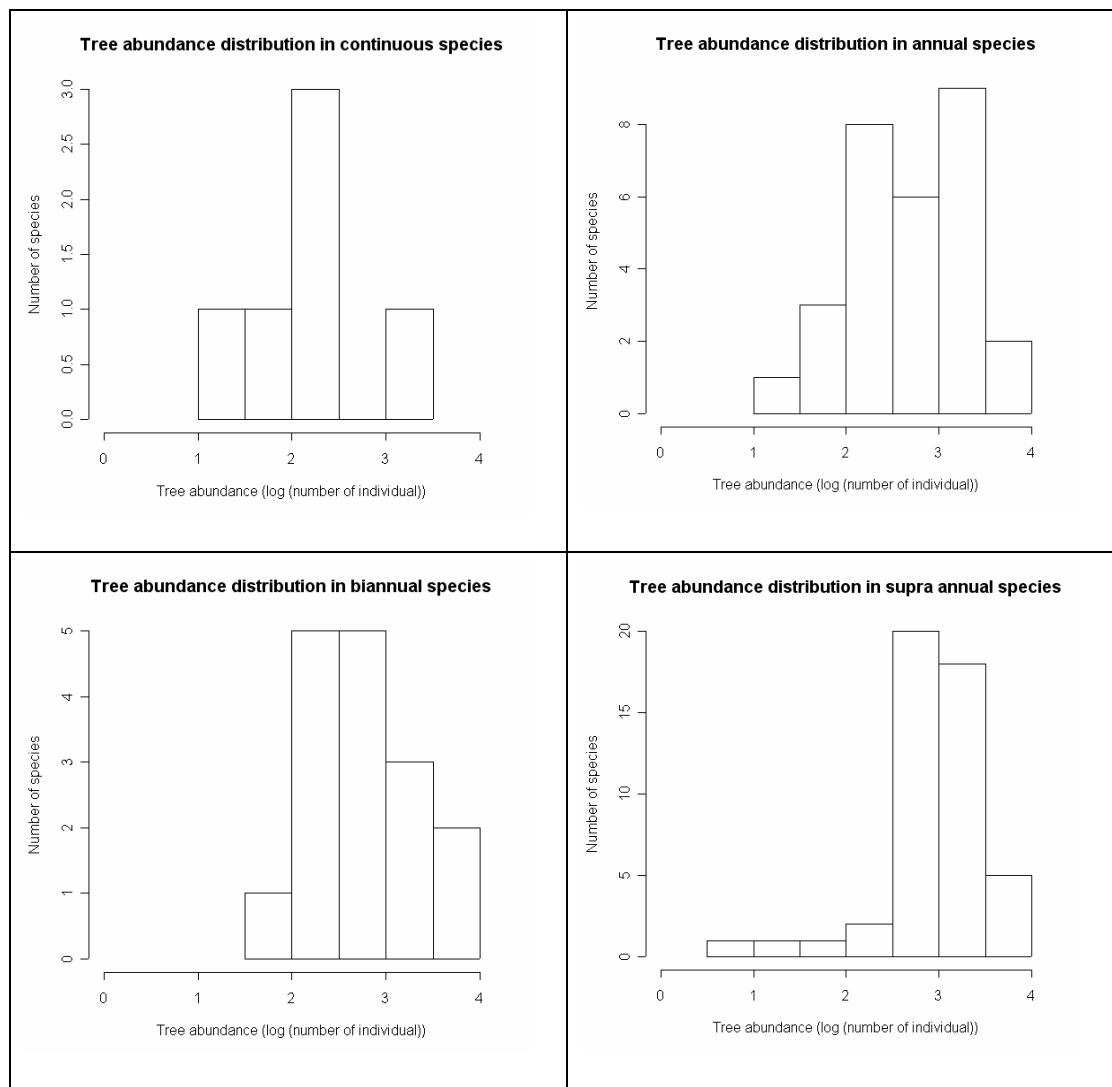 Tree abundance distribution in continuous species
3.0
2.5
2.0
1.5
1.0
0.5
0.0
Number of species
0 1 2 3 4
Tree abundance (log (number of individual))
Tree abundance distribution in annual species
8
6
4
2
0
Number of species
0 1 2 3 4
Tree abundance (log (number of individual))
Tree abundance distribution in biannual species
5
4
3
2
1
0
Number of species
0 1 2 3 4
Tree abundance (log (number of individual))
Tree abundance distribution in supra annual species
20
15
10
5
0
Number of species
0 1 2 3 4
Tree abundance (log (number of individual))